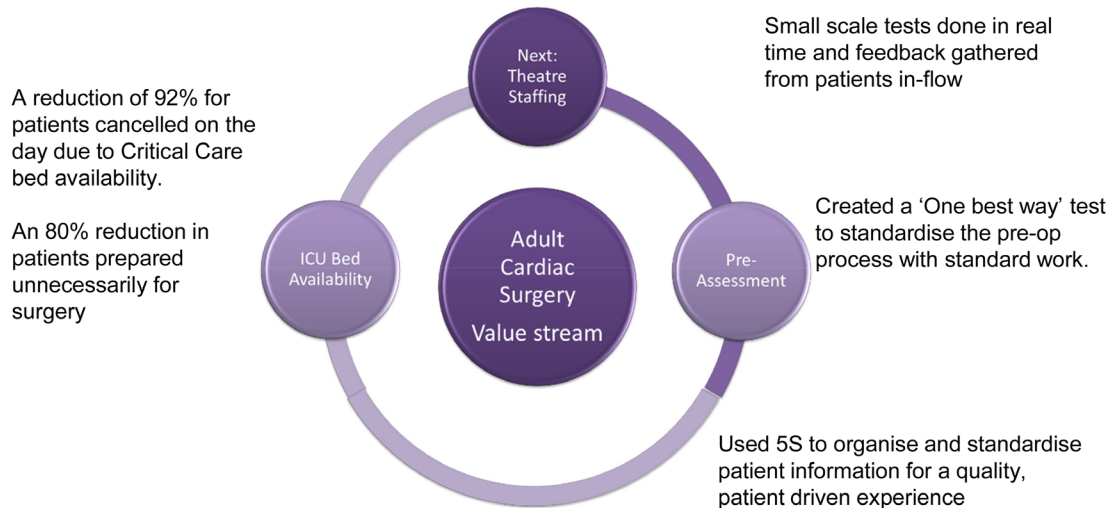 Next:
Theatre
Staffing
Small scale tests done in real
time and feedback gathered
from patients in-flow
A reduction of 92% for
patients cancelled on the
day due to Critical Care
bed availability.
An 80% reduction in
patients prepared
unnecessarily for
surgery
ICU Bed
Availability
Adult
Cardiac
Surgery
Value stream
Pre-
Assessment
Created a ‘One best way’ test
to standardise the pre-op
process with standard work.
Used 5S to organise and standardise
patient information for a quality,
patient driven experience